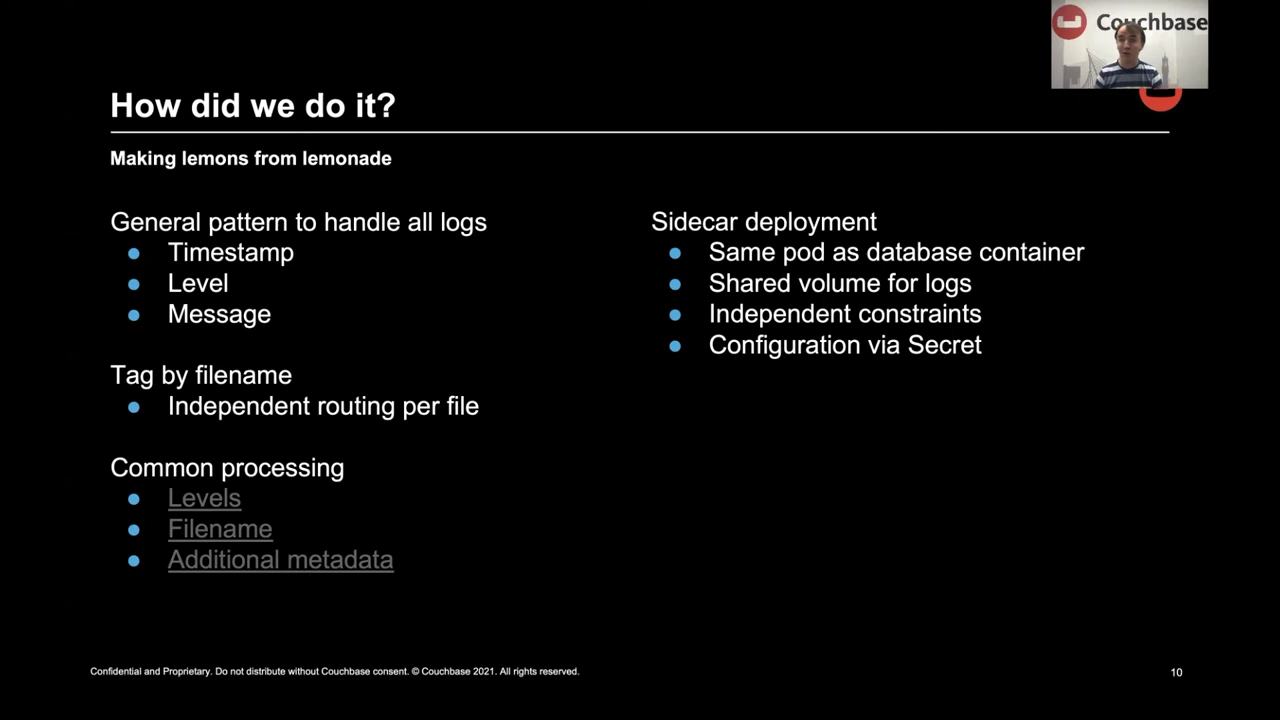 Couchbase
How did we do it?
Making lemons from lemonade
General pattern to handle all logs
● Timestamp
● Level
● Message
Tag by filename
● Independent routing per file
Common processing
● Levels
● Filename
● Additional metadata
Sidecar deployment
● Same pod as database container
● Shared volume for logs
● Independent constraints
● Configuration via Secret
Confidential and Proprietary. Do not distribute without Couchbase consent. © Couchbase 2021. All rights reserved.
10